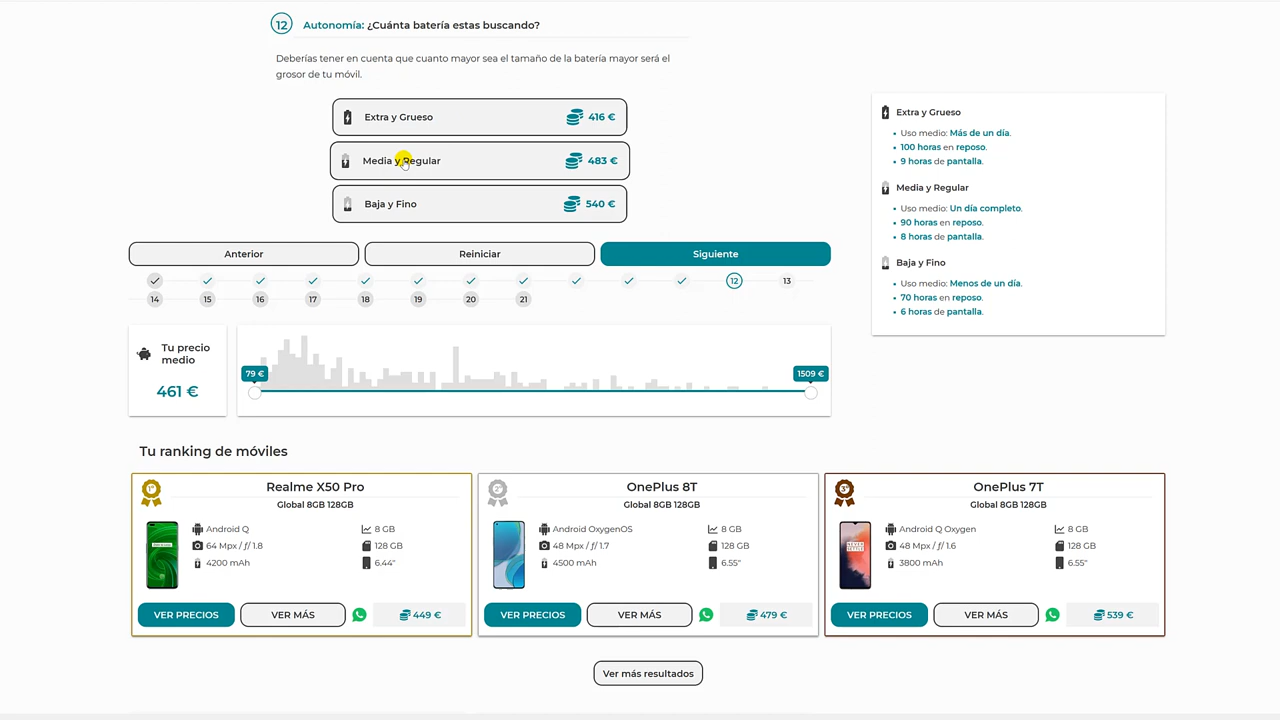 12 Autonomía: ¿Cuánta batería estas buscando?
Deberías tener en cuenta que cuanto mayor sea el tamaño de la batería mayor será el
grosor de tu móvil.
Extra y Grueso 416 €
Media y Regular 483 €
Baja y Fino 540 €
Anterior Reiniciar Siguiente
12 13
14 15 16 17 18 19 20 21
Extra y Grueso
Uso medio: Más de un día.
100 horas en reposo.
9 horas de pantalla.
Media y Regular
Uso medio: Un día completo.
90 horas en reposo.
8 horas de pantalla.
Baja y Fino
Uso medio: Menos de un día.
70 horas en reposo.
6 horas de pantalla.
Tu precio
medio
461 €
79 € 1509 €
Tu ranking de móviles
Realme X50 Pro
Global 8GB 128GB
Android Q 8 GB
64 Mpx / ƒ/ 1.8 128 GB
4200 mAh 6.44"
VER PRECIOS VER MÁS 449 €
OnePlus 8T
Global 8GB 128GB
Android OxygenOS 8 GB
48 Mpx / ƒ/ 1.7 128 GB
4500 mAh 6.55"
VER PRECIOS VER MÁS 479 €
OnePlus 7T
Global 8GB 128GB
Android Q Oxygen 8 GB
48 Mpx / ƒ/ 1.6 128 GB
3800 mAh 6.55"
VER PRECIOS VER MÁS 539 €
Ver más resultados